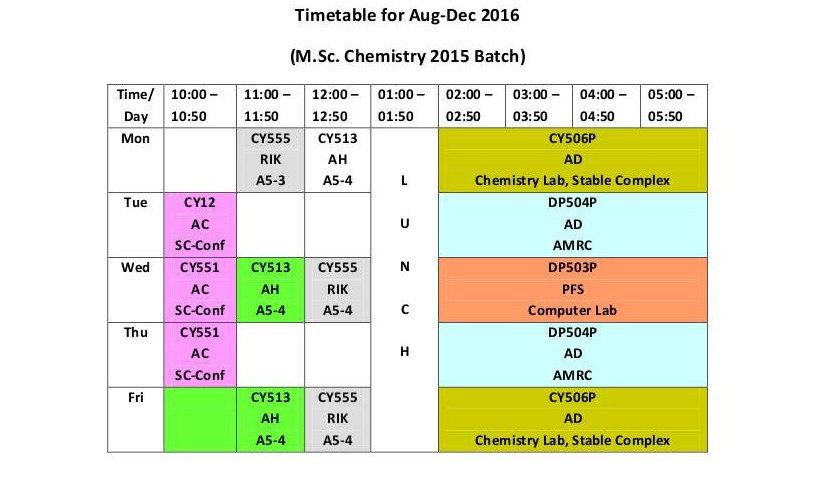 Timetable for Aug-Dec 2016
(M.Sc. Chemistry 2015 Batch)
Time/ 10:00 – 11:00 – 12:00 – 01:00 – 02:00 – 03:00 – 04:00 – 05:00 –
Day 10:50 11:50 12:50 01:50 02:50 03:50 04:50 05:50
Mon CY555 CY513 CY506P
RIK AH AD
A5-3 A5-4 L Chemistry Lab, Stable Complex
Tue CY12 DP504P
AC U AD
SC-Conf AMRC
Wed CY551 CY513 CY555 N DP503P
AC AH RIK PFS
SC-Conf A5-4 A5-4 C Computer Lab
Thu CY551 DP504P
AC H AD
SC-Conf AMRC
Fri CY513 CY555 CY506P
AH RIK AD
A5-4 A5-4 Chemistry Lab, Stable Complex